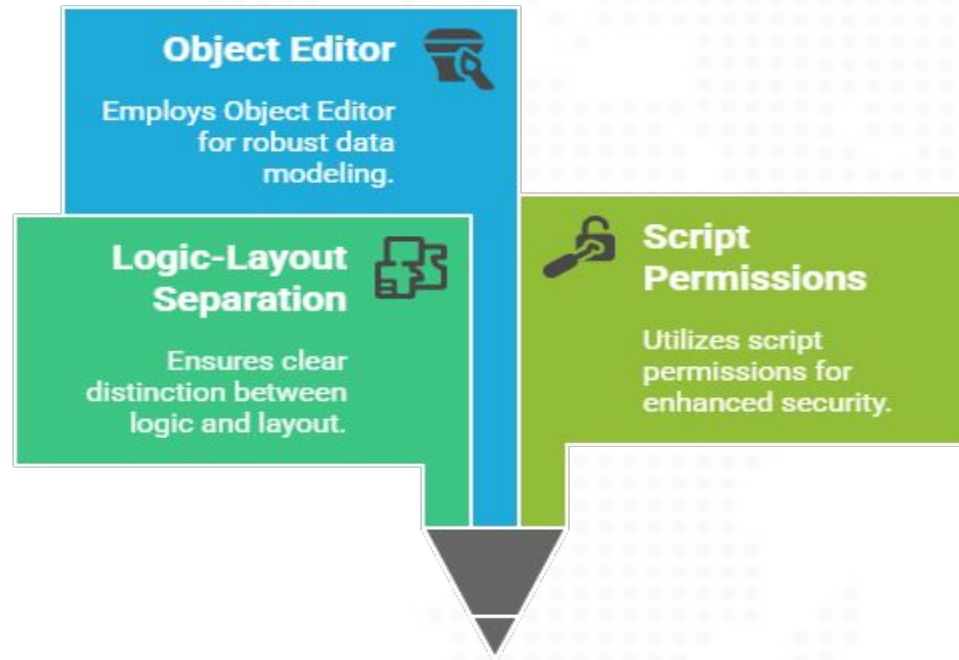 Object Editor
Employs Object Editor
for robust data
modeling.
Logic-Layout
Separation
Ensures clear
distinction between
logic and layout.
Script
Permissions
Utilizes script
permissions for
enhanced security.